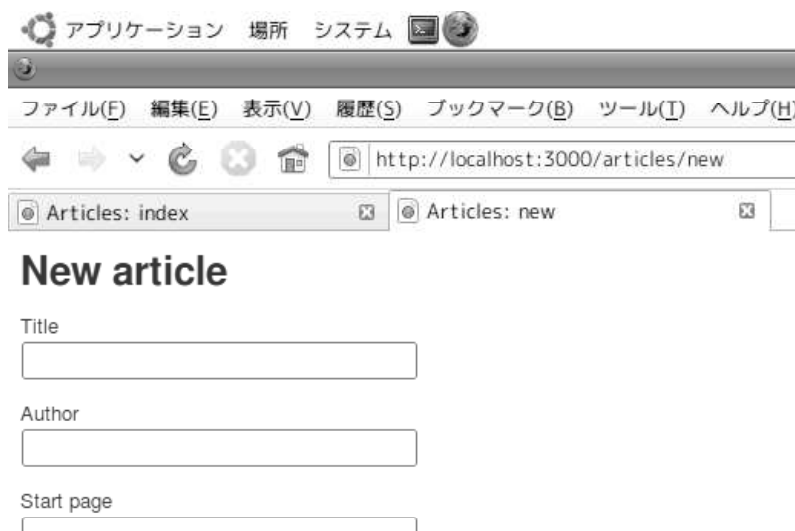 アプリケーション 場所 システム
ファイル(F) 編集(E) 表示(V) 履歴(S) ブックマーク(B) ツール(T) ヘルプ(H)
http://localhost:3000/articles/new
Articles: index Articles: new
New article
Title
Author
Start page